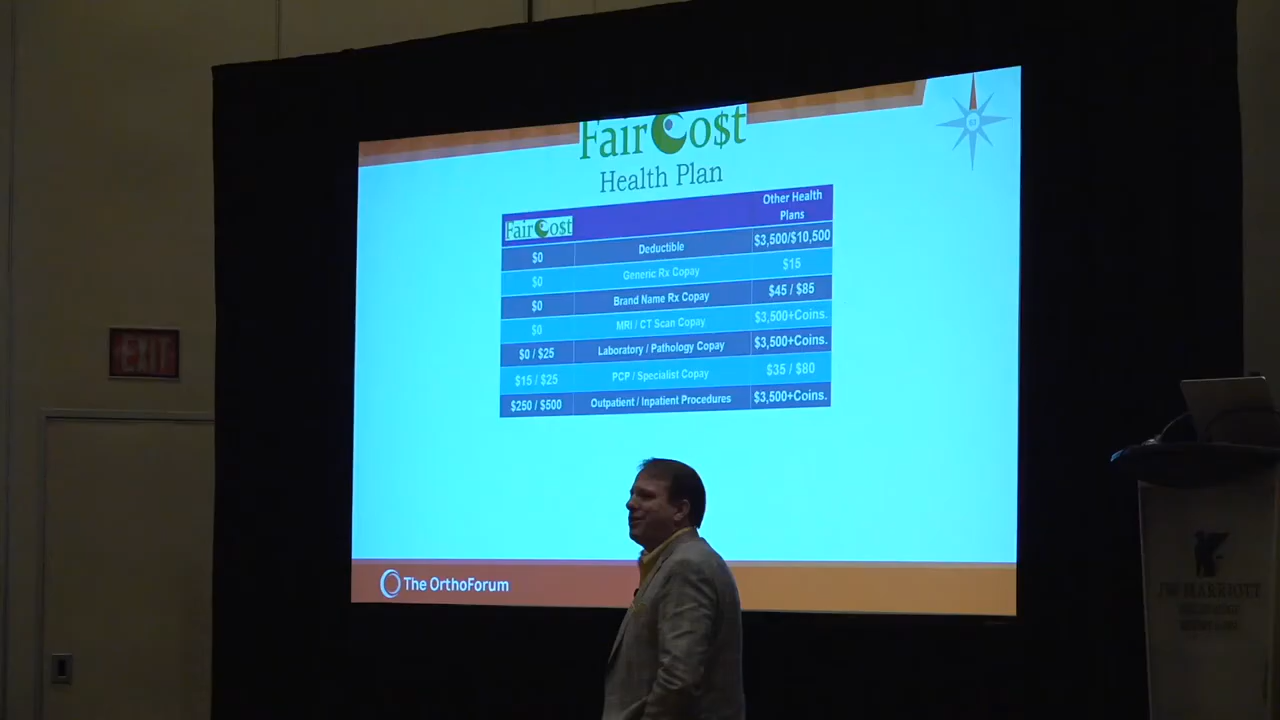 FairCo$t
Health Plan
FairCo$t Other Health Plans
$0 Deductible $3,500/$10,500
$0 Generic Rx Copay $15
$0 Brand Name Rx Copay $45 / $85
$0 MRI / CT Scan Copay $3,500+Coins.
$0 / $25 Laboratory / Pathology Copay $3,500+Coins.
$15 / $25 PCP / Specialist Copay $35 / $80
$250 / $500 Outpatient / Inpatient Procedures $3,500+Coins.
The OrthoForum
EXIT
JW MARRIOTT